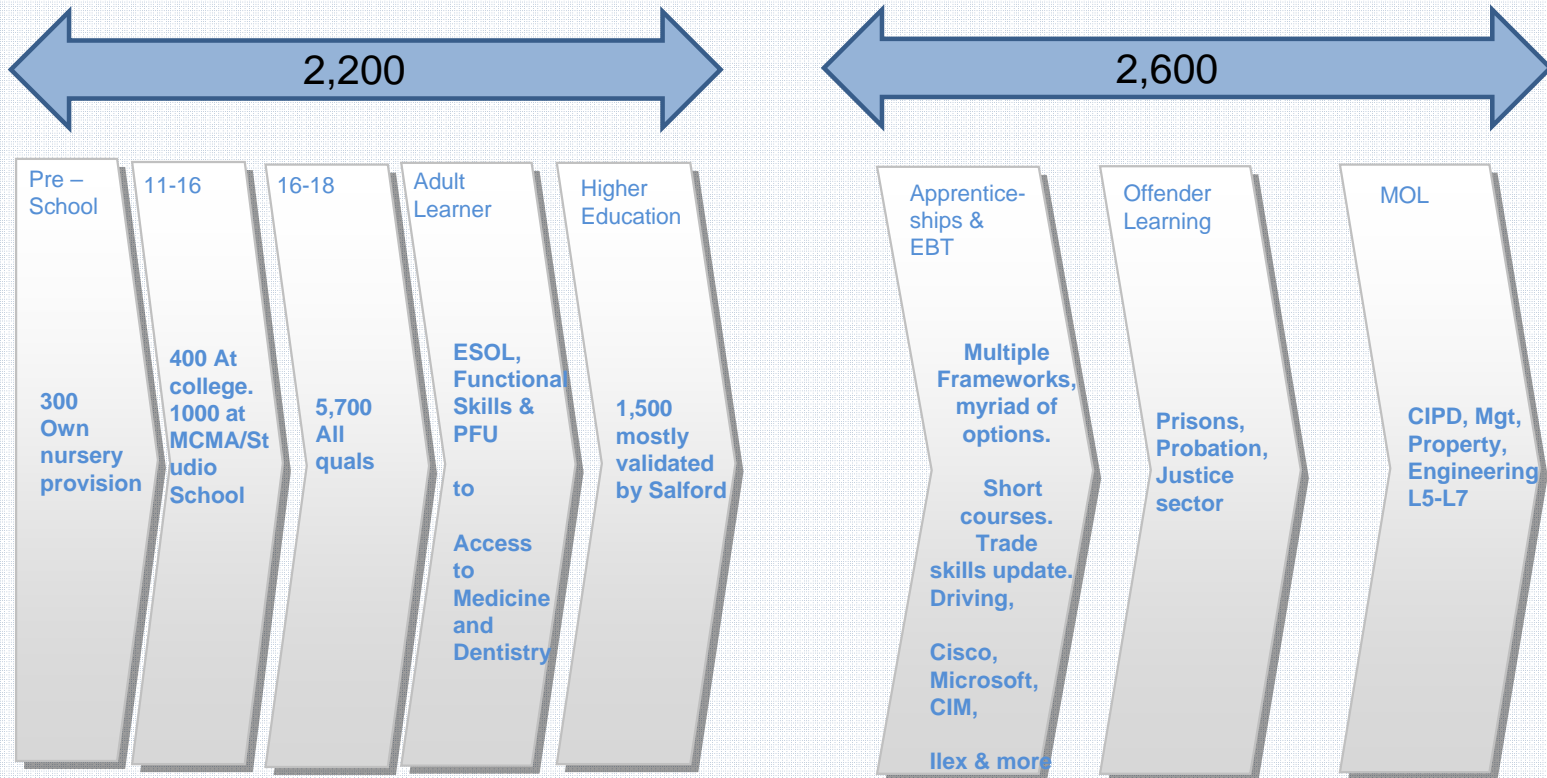 2,200
2,600
Pre –
School
300
Own
nursery
provision
11-16
400 At
college.
1000 at
MCMA/St
udio
School
16-18
5,700
All
quals
Adult
Learner
ESOL,
Functional
Skills &
PFU
to
Access
to
Medicine
and
Dentistry
Higher
Education
1,500
mostly
validated
by Salford
Apprentice-
ships &
EBT
Multiple
Frameworks,
myriad of
options.
Short
courses.
Trade
skills update.
Driving,
Cisco,
Microsoft,
CIM,
Ilex & more
Offender
Learning
Prisons,
Probation,
Justice
sector
MOL
CIPD, Mgt,
Property,
Engineering
L5-L7